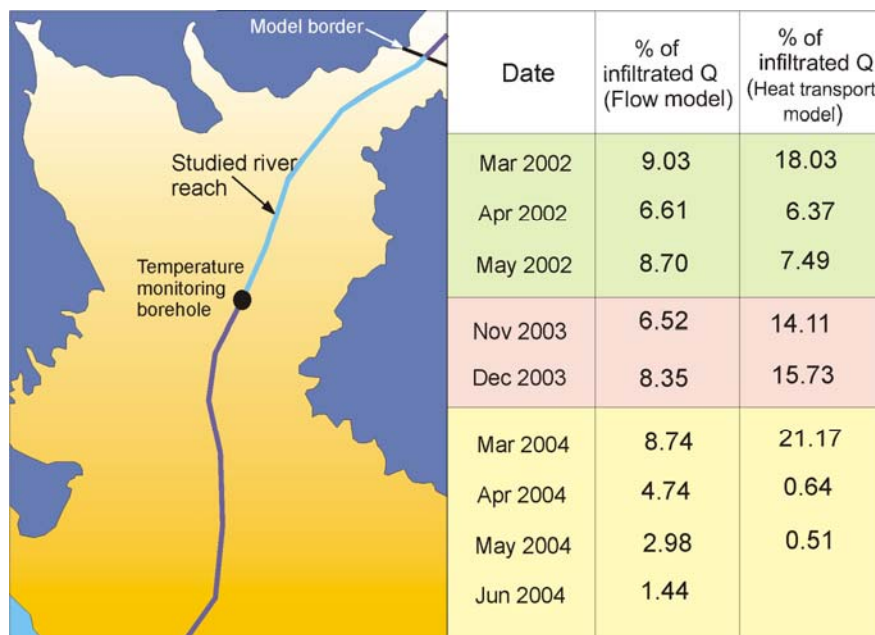 Model border
Studied river
reach
Temperature
monitoring
borehole
Date
% of
infiltrated Q
(Flow model)
% of
infiltrated Q
(Heat transport
model)
Mar 2002 9.03 18.03
Apr 2002 6.61 6.37
May 2002 8.70 7.49
Nov 2003 6.52 14.11
Dec 2003 8.35 15.73
Mar 2004 8.74 21.17
Apr 2004 4.74 0.64
May 2004 2.98 0.51
Jun 2004 1.44